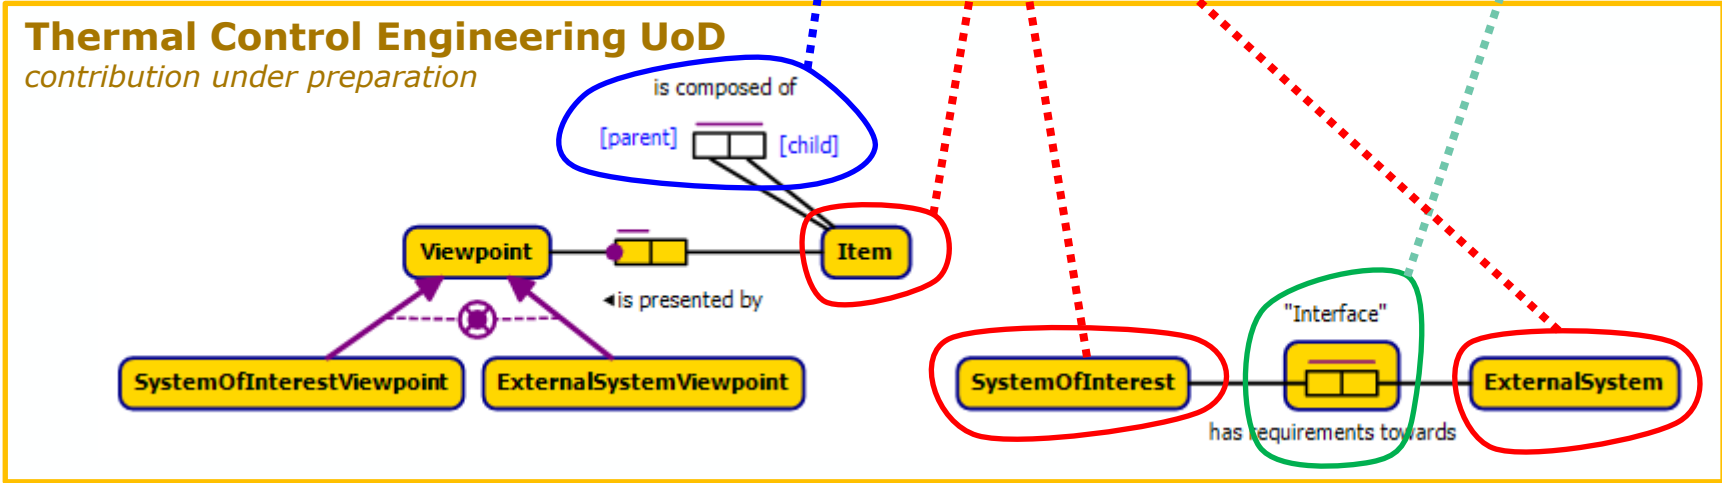 Thermal Control Engineering UoD
contribution under preparation
is composed of
[parent]
[child]
Viewpoint
Item
◄is presented by
"Interface"
SystemOfInterestViewpoint
ExternalSystemViewpoint
SystemOfInterest
ExternalSystem
has requirements towards